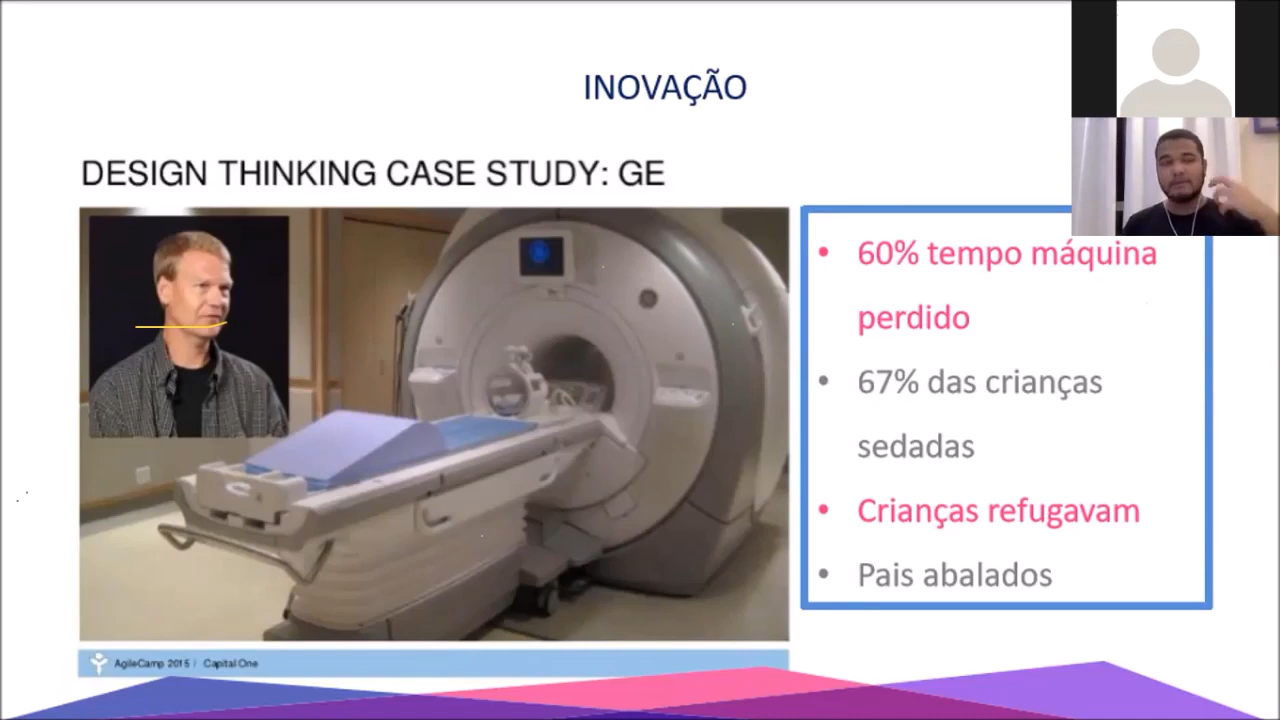 INOVAÇÃO
DESIGN THINKING CASE STUDY: GE
• 60% tempo máquina
perdido
• 67% das crianças
sedadas
• Crianças refugavam
• Pais abalados
AgileCamp 2015 / Capital One